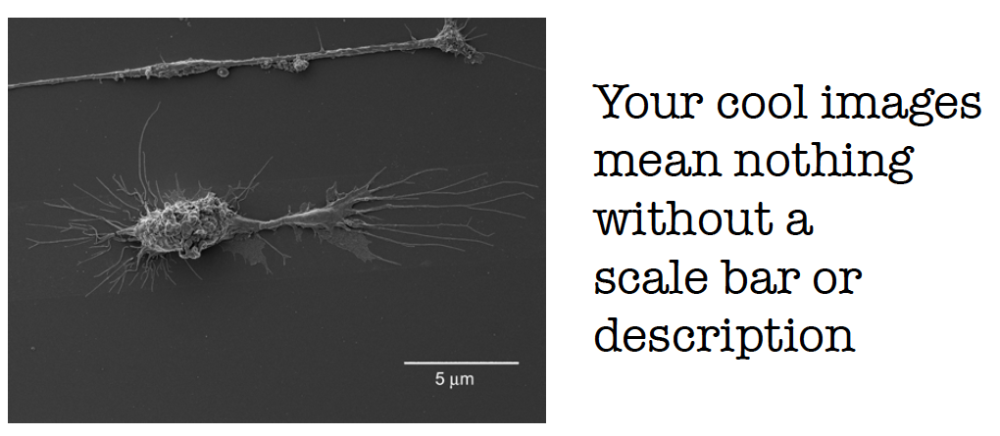 Your cool images
mean nothing
without a
scale bar or
description
5 μm